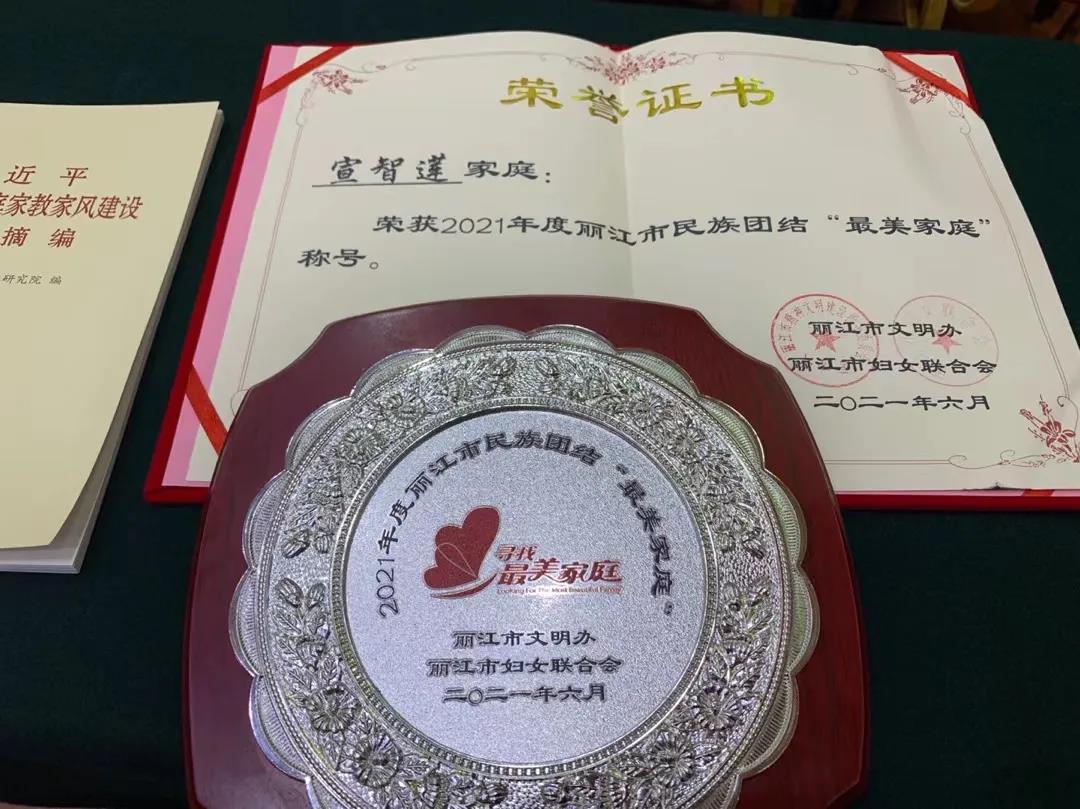 近平
家教家风建设
摘编
研究院 编
荣誉证书
宣智莲家庭：
荣获2021年度丽江市民族团结“最美家庭”
称号。
丽江市文明办
丽江市妇女联合会
二〇二一年六月
2021年度丽江市民族团结“最美家庭”
寻找
最美家庭
Looking For The Most Beautiful Family
丽江市文明办
丽江市妇女联合会
二〇二一年六月